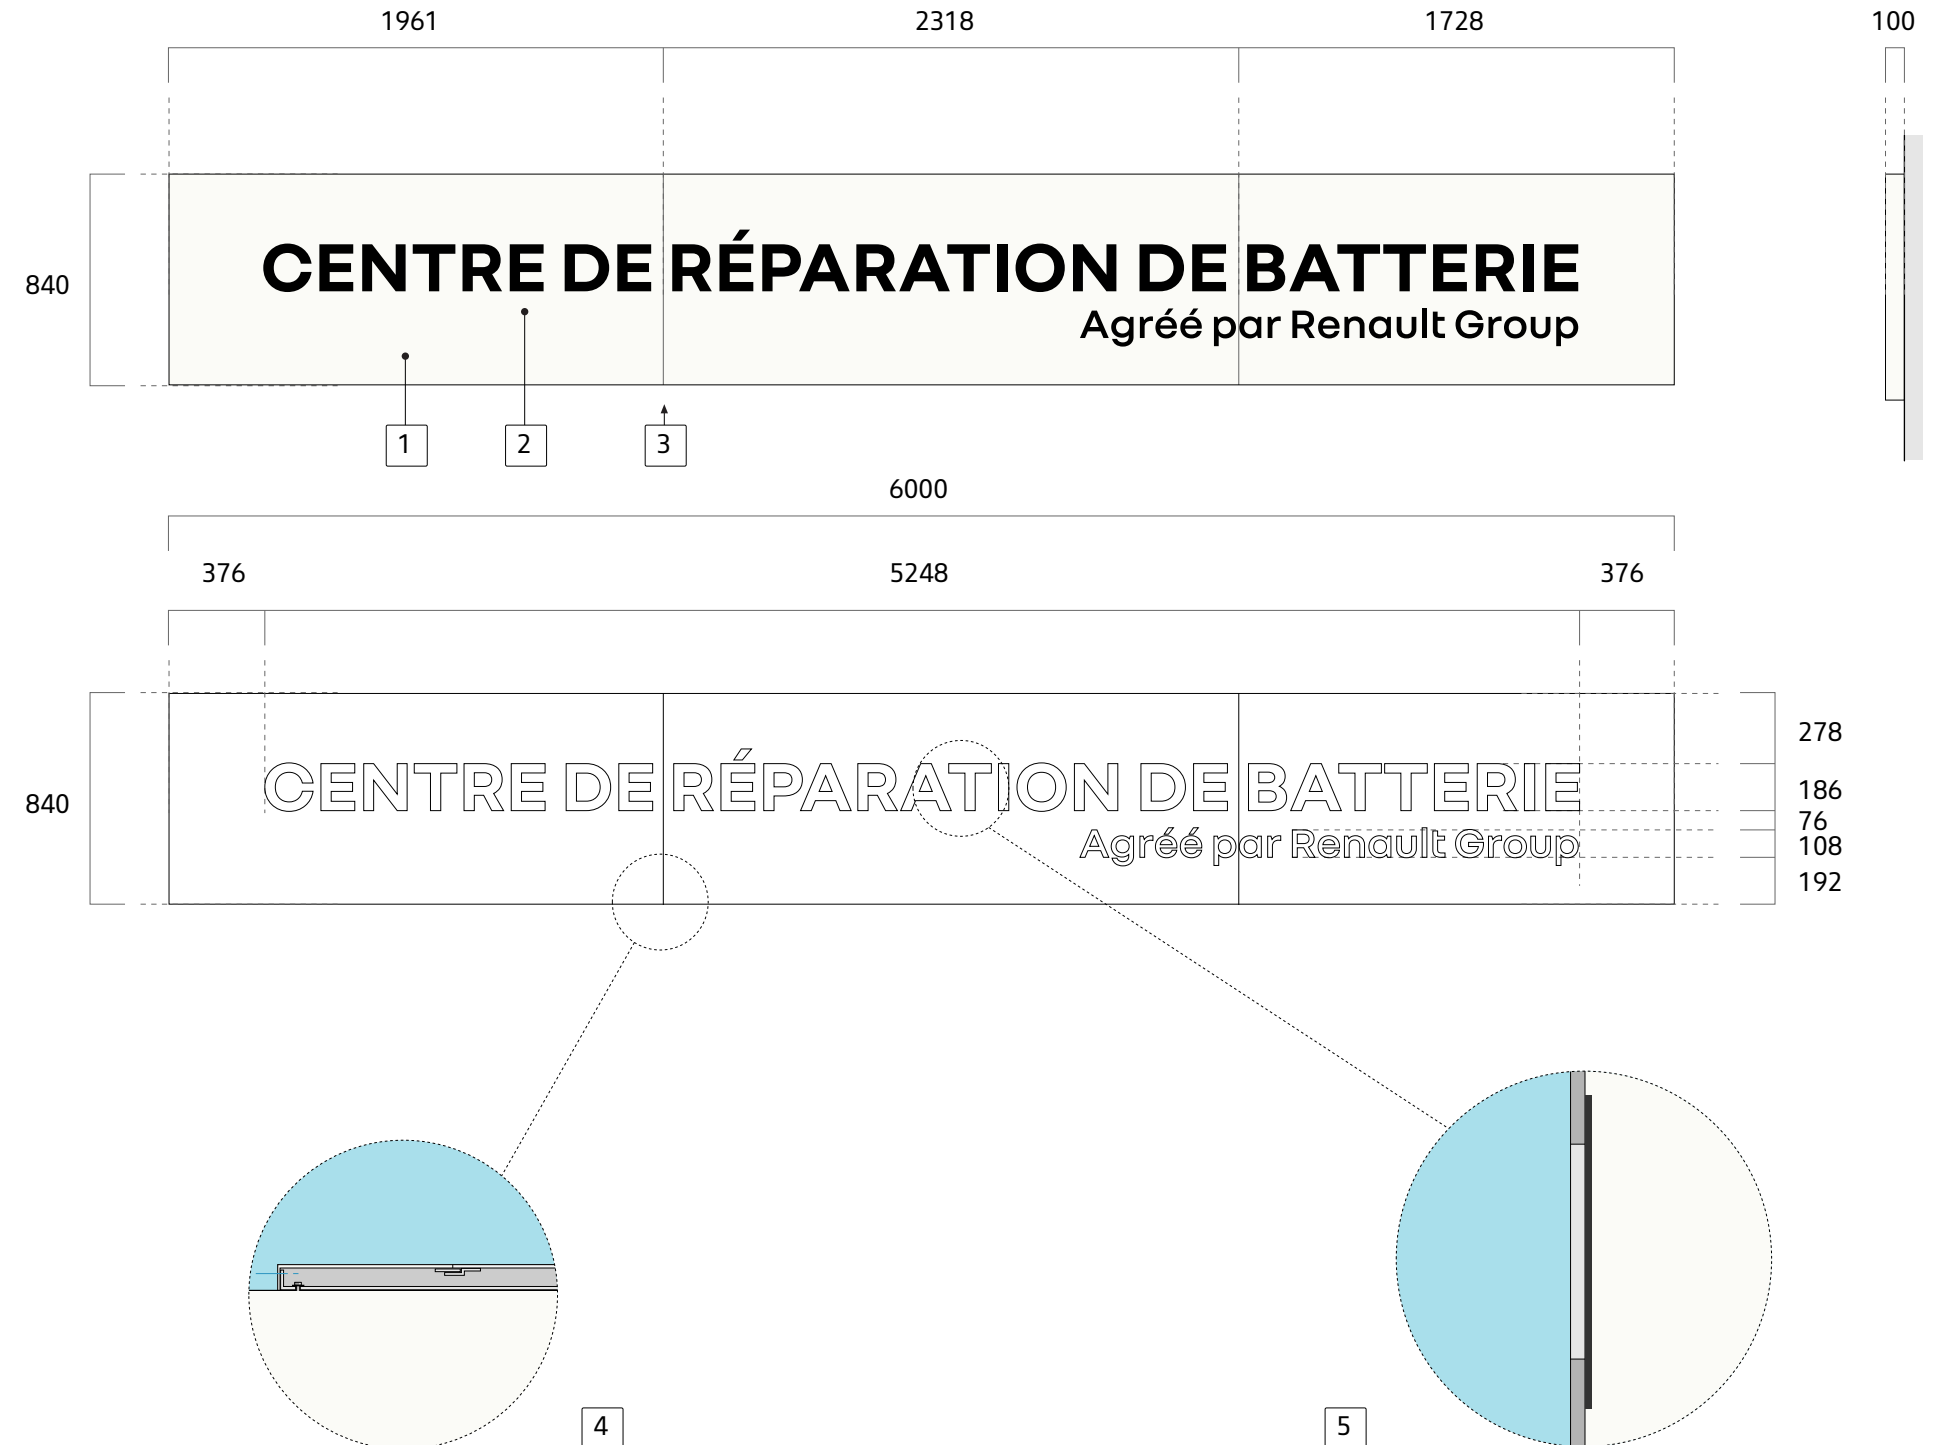 1961 2318 1728 100
840
CENTRE DE RÉPARATION DE BATTERIE
Agréé par Renault Group
1 2 3
6000
376 5248 376
840
CENTRE DE RÉPARATION DE BATTERIE
Agréé par Renault Group
278
186
76
108
192
4 5